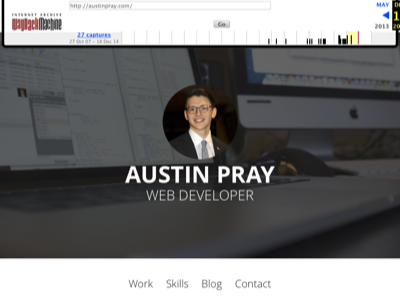 http://austinpray.com/
MAY
INTERNET ARCHIVE
WayBackMachine
Go
2013
27 captures
27 Oct 07 - 18 Dec 14
AUSTIN PRAY
WEB DEVELOPER
Work Skills Blog Contact